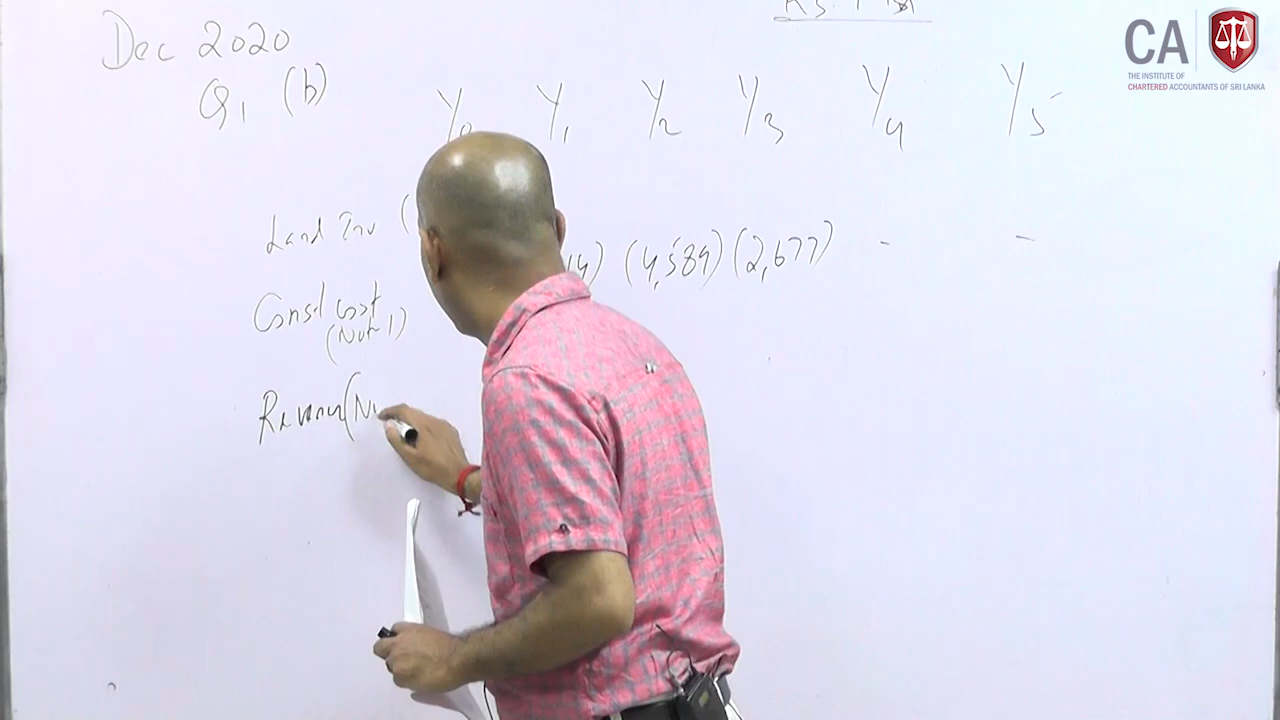 Dec 2020
Q1 (b)
Y0 Y1 Y2 Y3 Y4 Y5
Land Inv (
(4,589) (2,677) - -
Const cost
(Note 1)
Revenue (N
CA
THE INSTITUTE OF
CHARTERED ACCOUNTANTS OF SRI LANKA